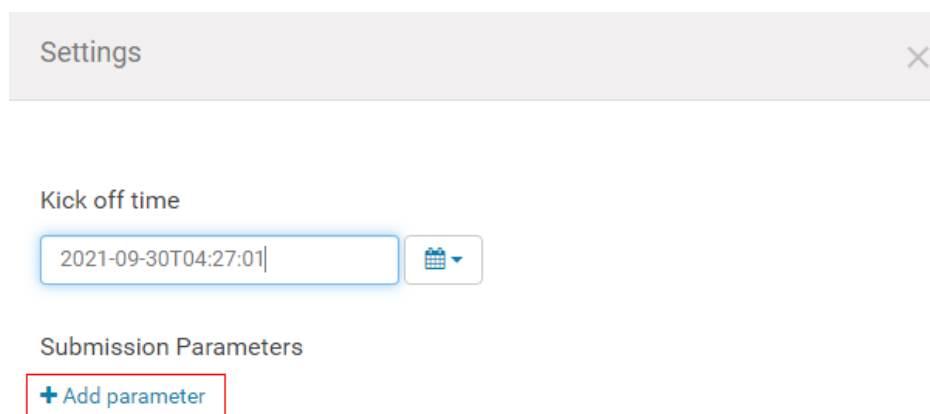 Settings
Kick off time
2021-09-30T04:27:01
Submission Parameters
+ Add parameter